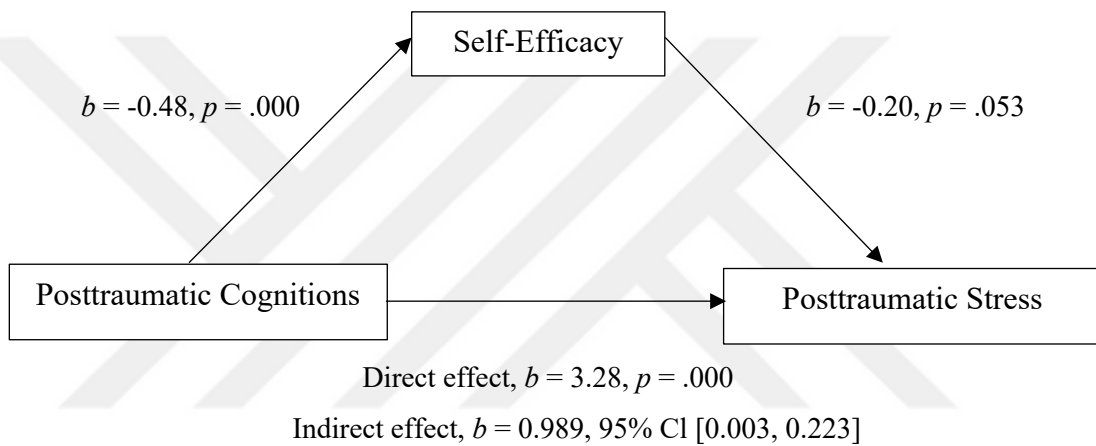 Self-Efficacy
b = -0.48, p = .000
b = -0.20, p = .053
Posttraumatic Cognitions
Posttraumatic Stress
Direct effect, b = 3.28, p = .000
Indirect effect, b = 0.989, 95% Cl [0.003, 0.223]